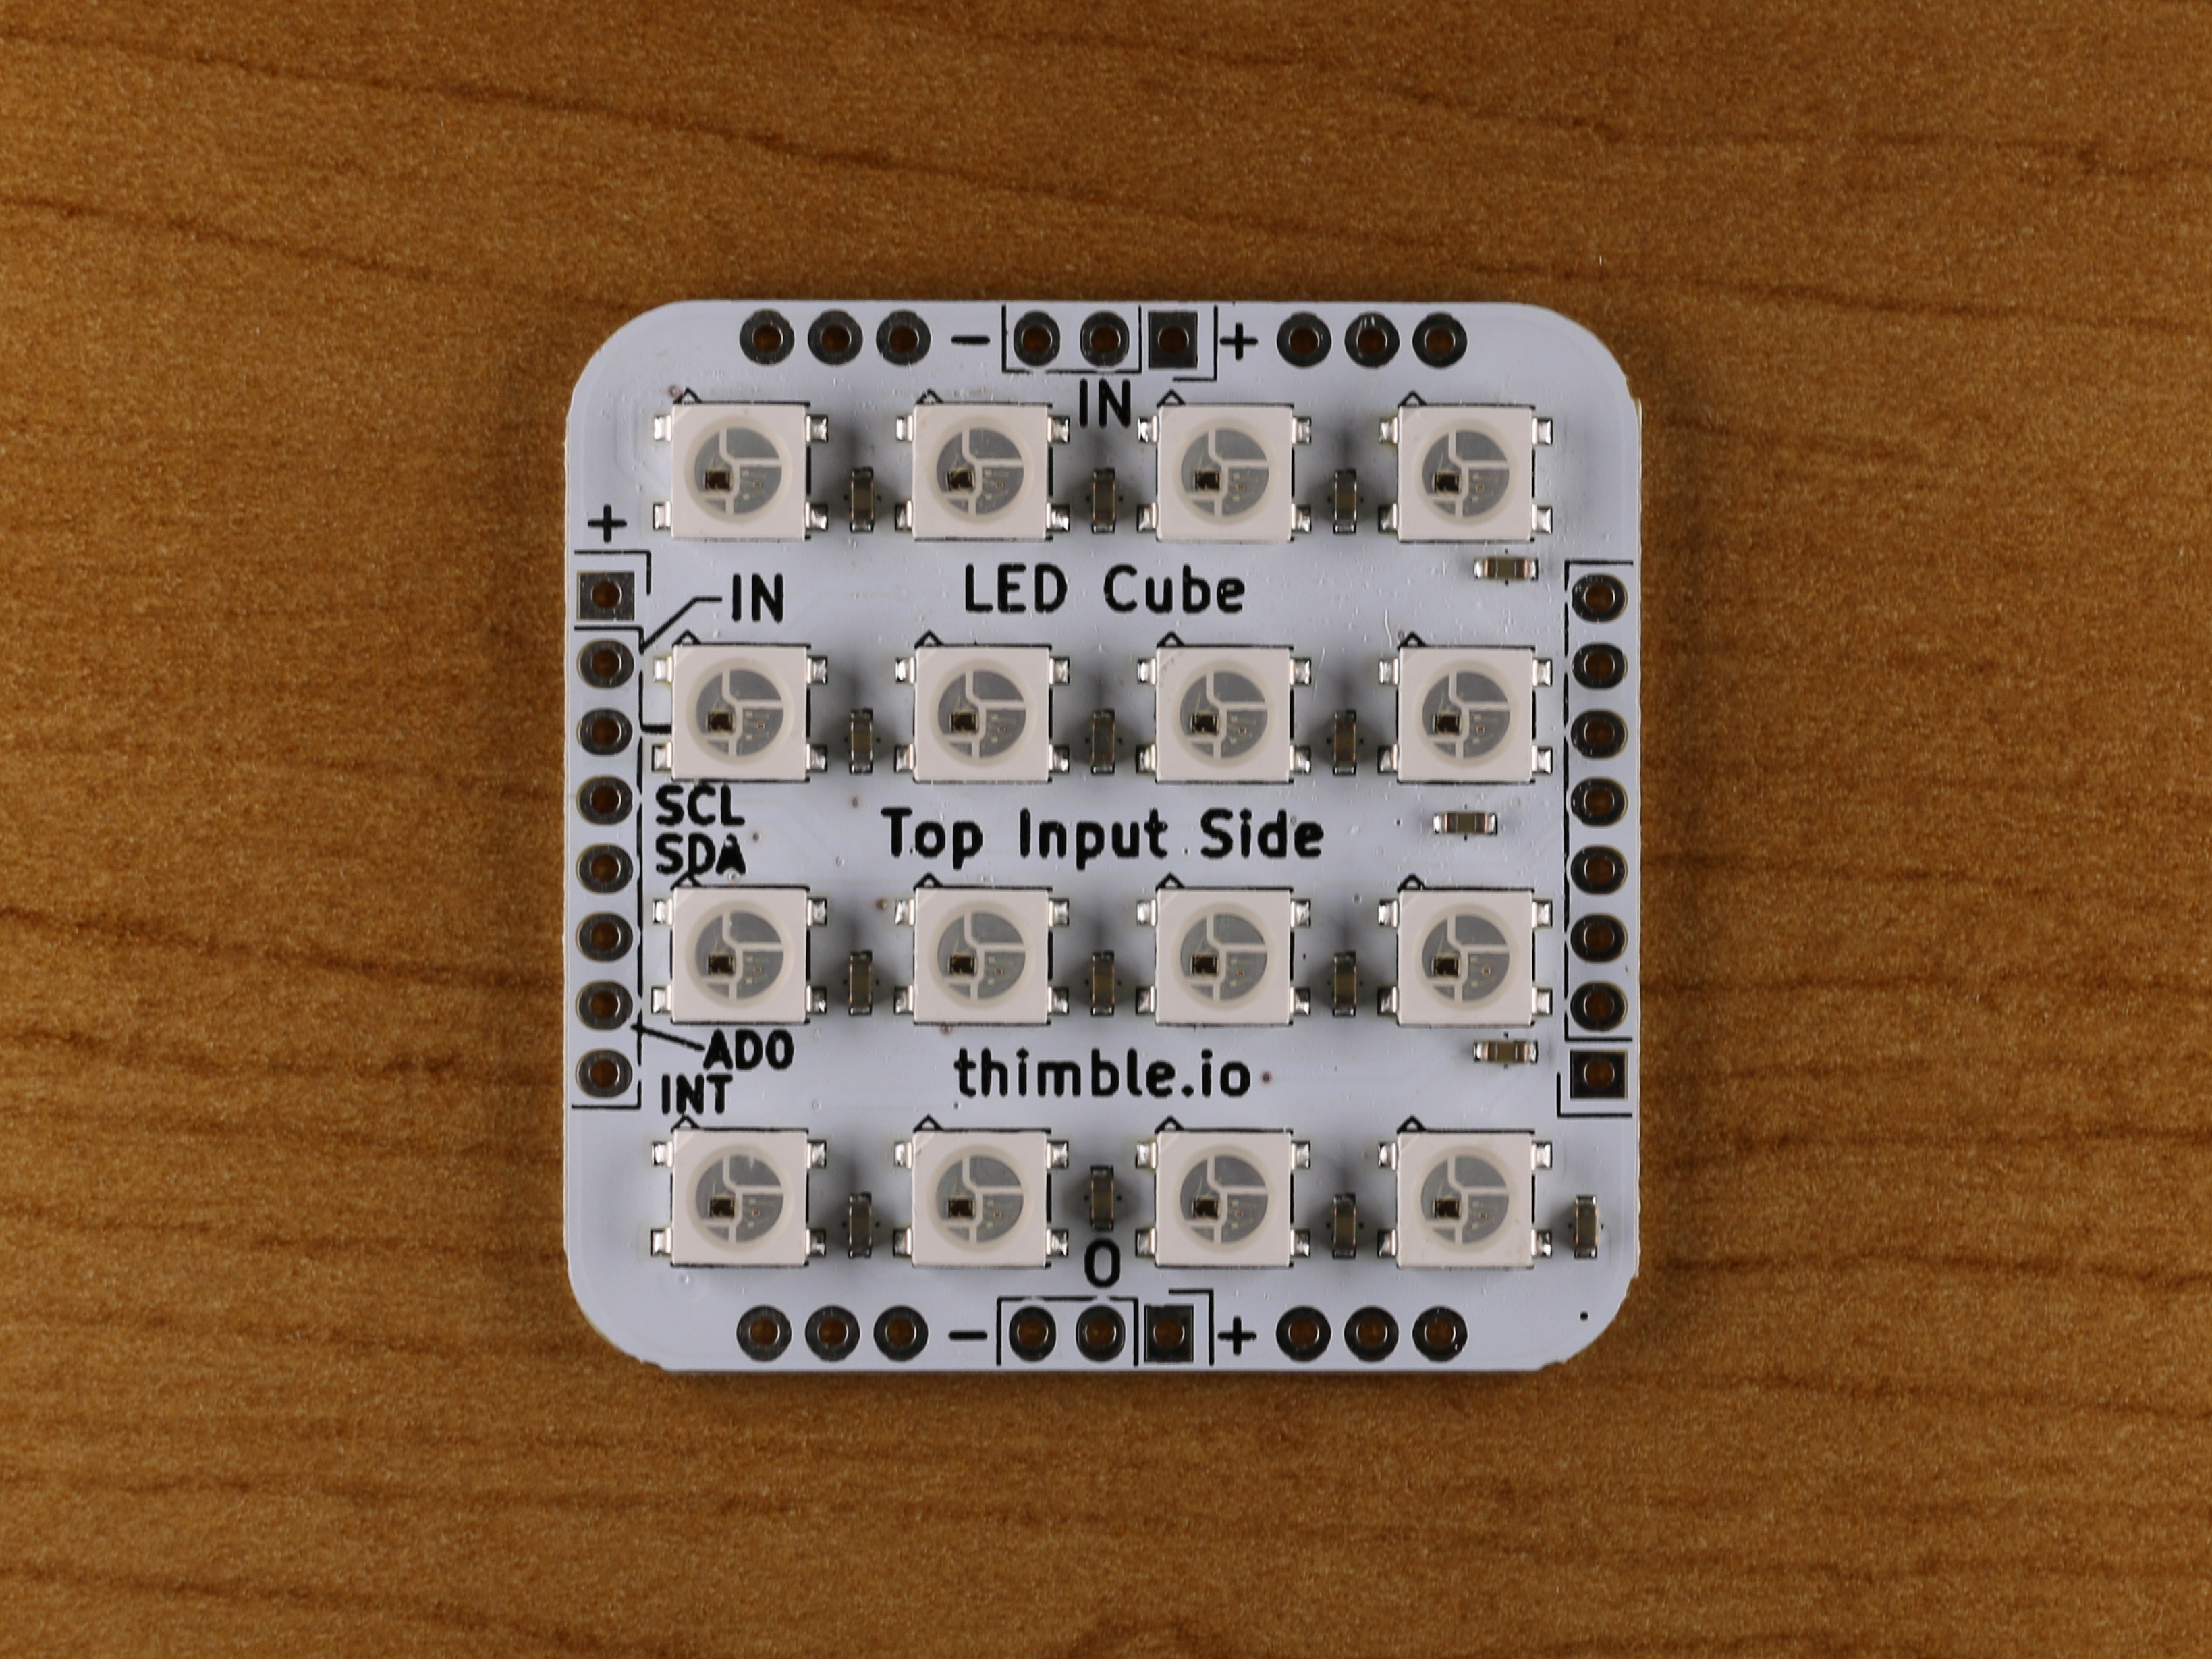 - +
IN
+
IN
LED Cube
SCL
SDA
Top Input Side
AD0
INT
thimble.io
O
- +